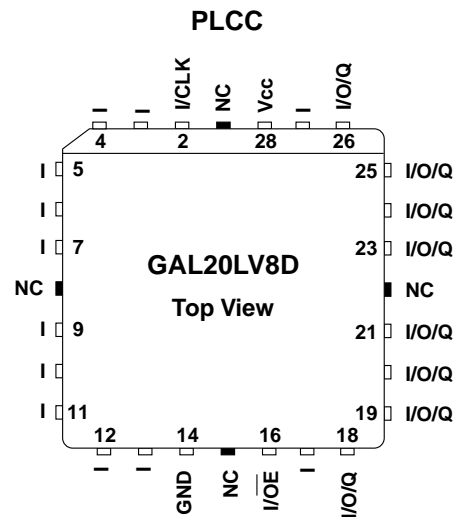 PLCC
I I I/CLK NC Vcc I I/O/Q
4 2 28 26
I 5 25 I/O/Q
I I/O/Q
I 7 23 I/O/Q
GAL20LV8D
NC NC
Top View
I 9 21 I/O/Q
I I/O/Q
I 11 19 I/O/Q
12 14 16 18
I I GND NC I/OE I I/O/Q